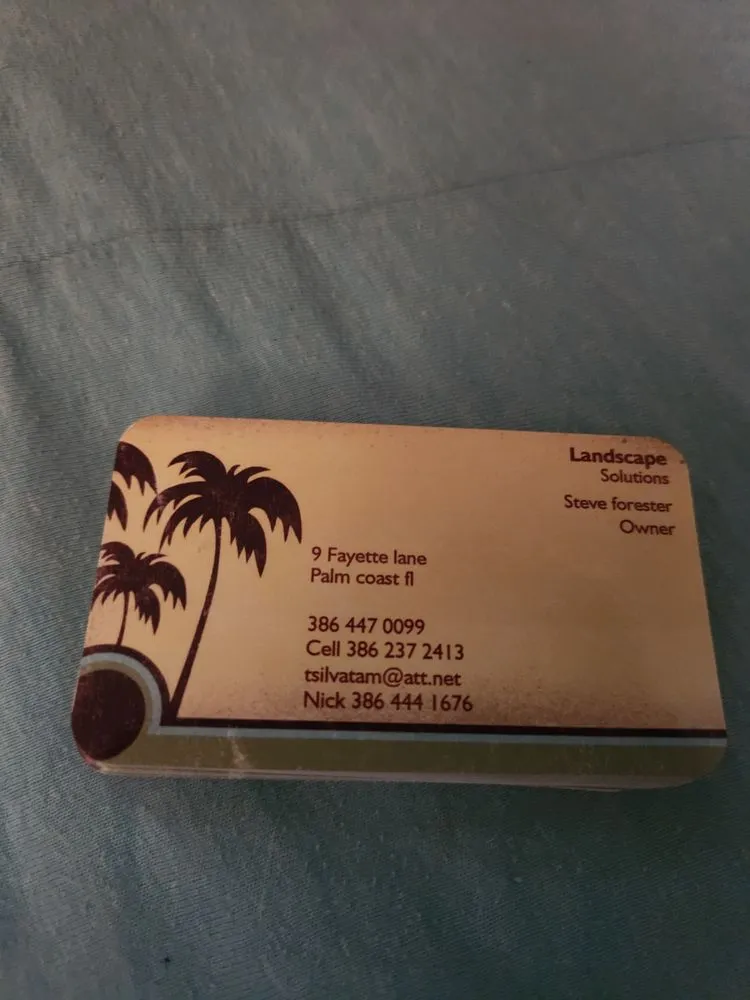 Landscape
Solutions
Steve forester
Owner
9 Fayette lane
Palm coast fl
386 447 0099
Cell 386 237 2413
tsilvatam@att.net
Nick 386 444 1676